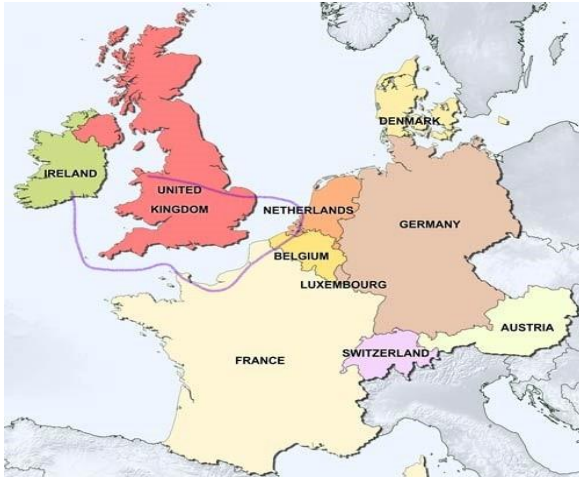 DENMARK
IRELAND
UNITED
KINGDOM
NETHERLANDS
GERMANY
BELGIUM
LUXEMBOURG
AUSTRIA
SWITZERLAND
FRANCE